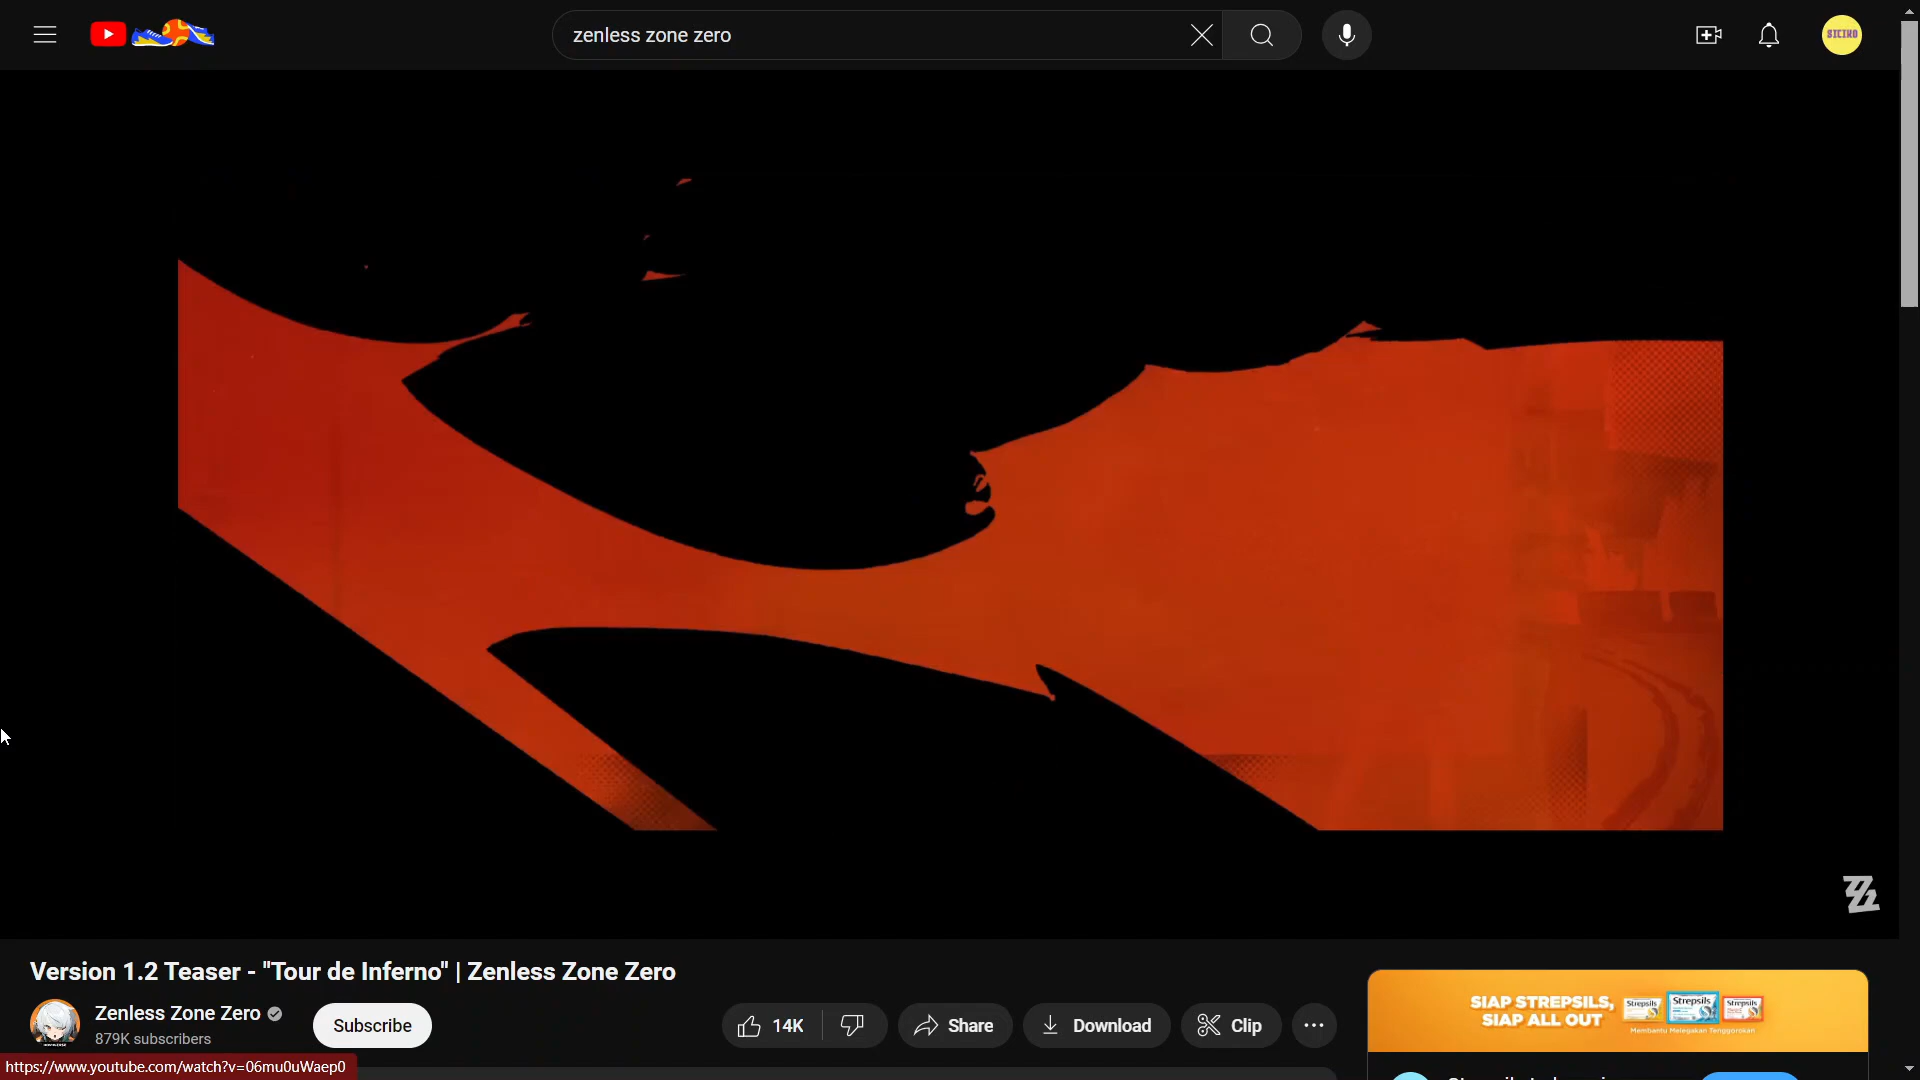 zenless zone zero
SICIKO
Version 1.2 Teaser - "Tour de Inferno" | Zenless Zone Zero
Zenless Zone Zero
879K subscribers
Subscribe
14K
Share
Download
Clip
SIAP STREPSILS,
SIAP ALL OUT
Strepsils
Strepsils
Strepsils
Membantu Melegakan Tenggorokan
https://www.youtube.com/watch?v=06mu0uWaep0